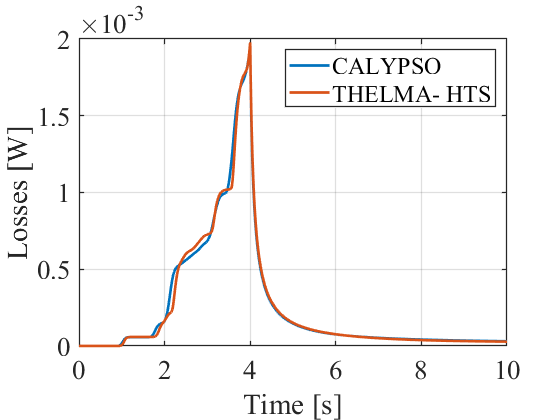 ×10⁻³
2
1.5
1
0.5
0
Losses [W]
CALYPSO
THELMA- HTS
0 2 4 6 8 10
Time [s]